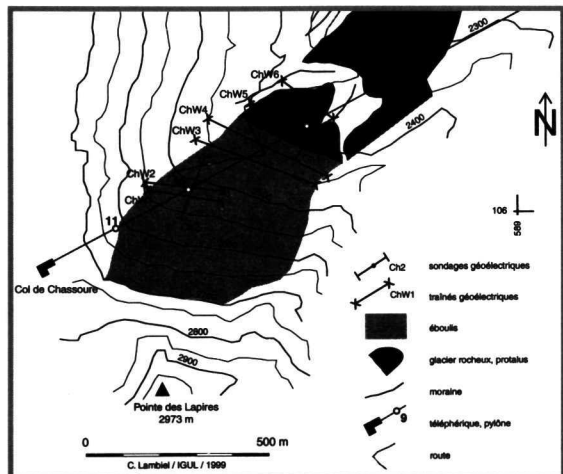 2300
ChW6
ChW5
ChW4
ChW3
2400
N
ChW2
11
106
589
Col de Chassoure
Ch2
sondages géoélectriques
ChW1
traînés géoélectriques
éboulis
2800
glacier rocheux, protalus
2900
moraine
Pointe des Lapires
2973 m
9
téléphérique, pylône
0
500 m
route
C. Lambiel / IGUL / 1999